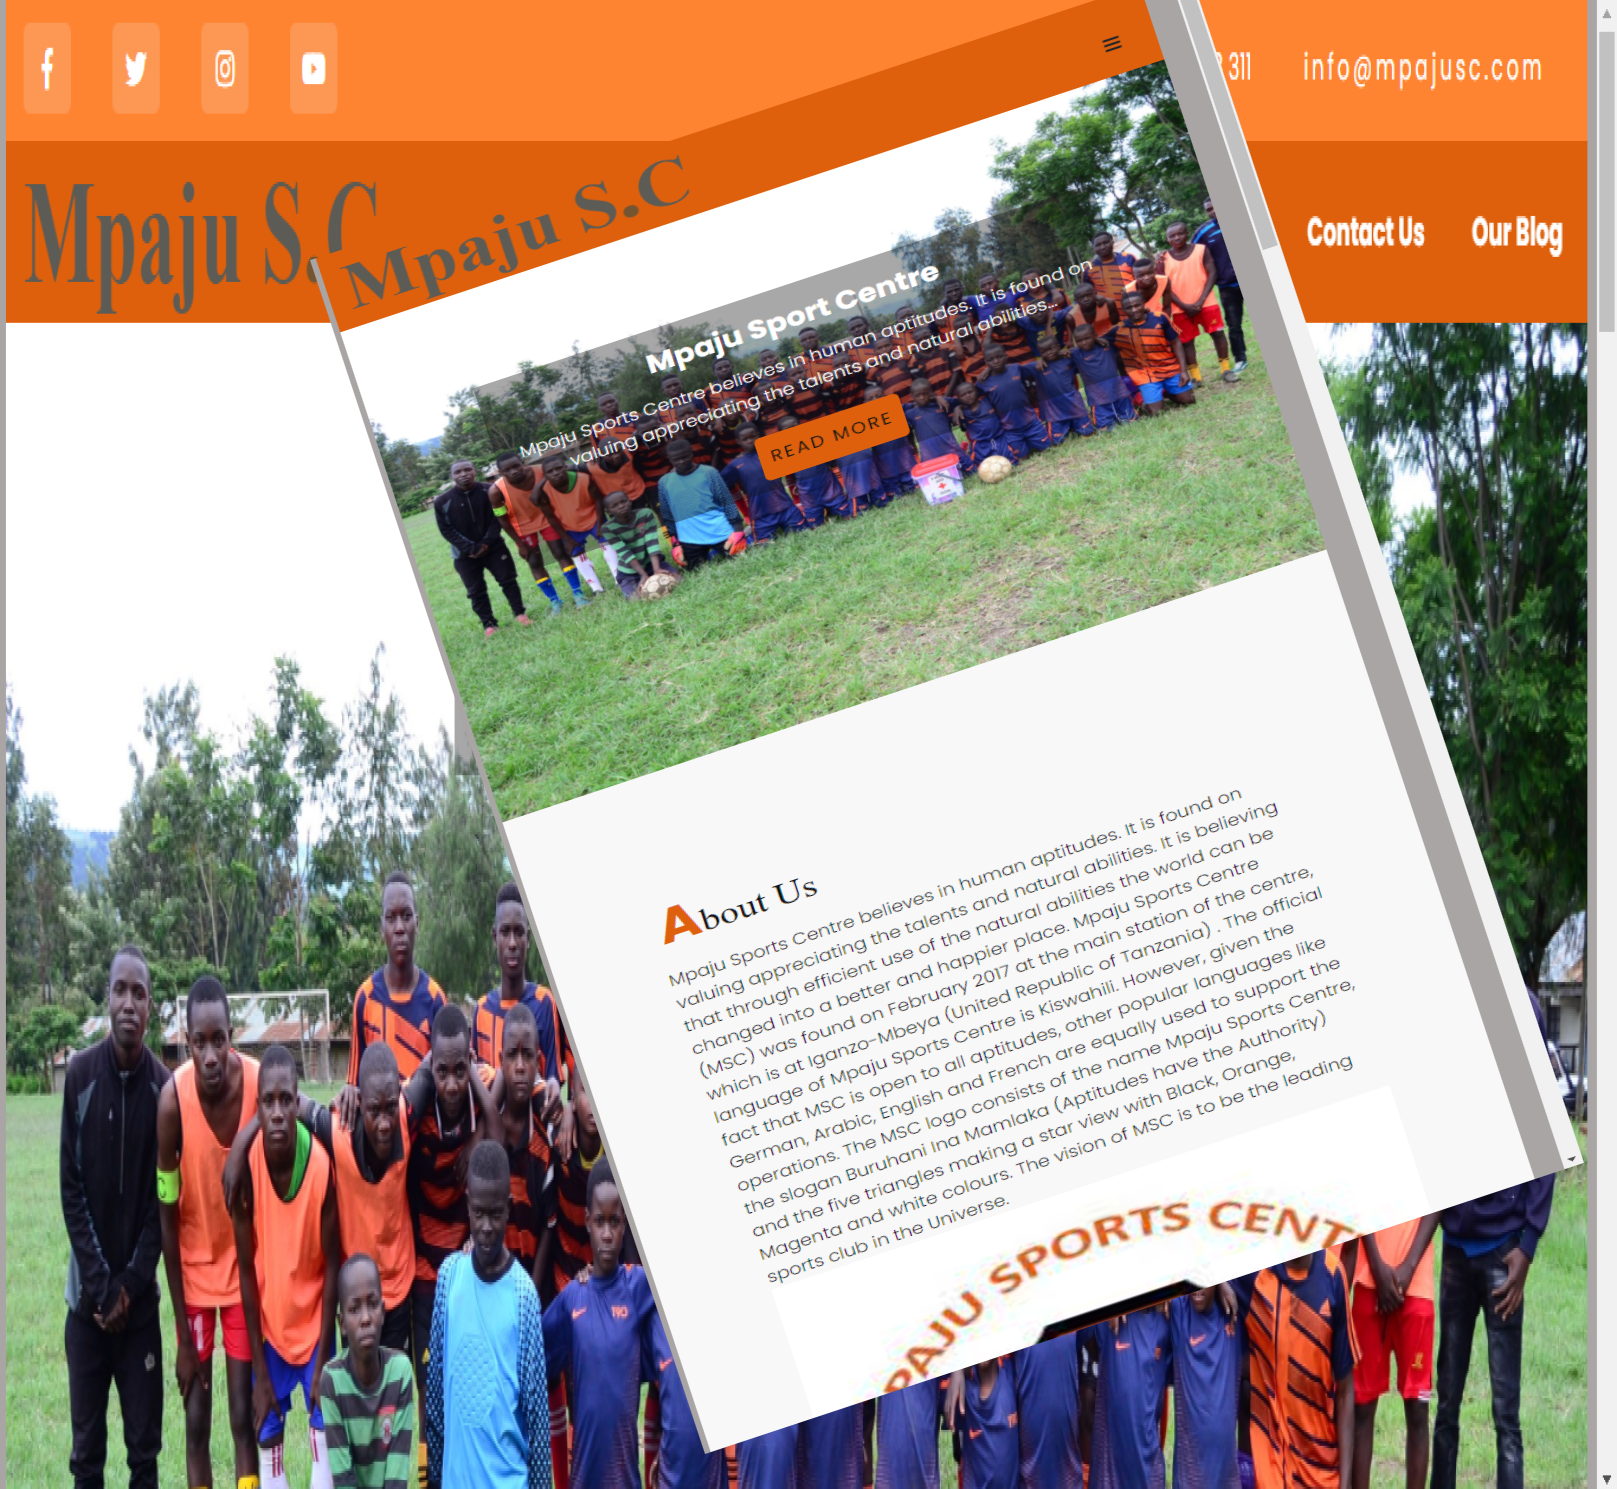 311
info@mpajusc.com
Mpaju S.C
Contact Us
Our Blog
Mpaju S.C
Mpaju Sport Centre
Mpaju Sports Centre believes in human aptitudes. It is found on
valuing appreciating the talents and natural abilities...
READ MORE
About Us
Mpaju Sports Centre believes in human aptitudes. It is found on
valuing appreciating the talents and natural abilities. It is believing
that through efficient use of the natural abilities the world can be
changed into a better and happier place. Mpaju Sports Centre
(MSC) was found on February 2017 at the main station of the centre,
which is at Iganzo-Mbeya (United Republic of Tanzania) . The official
language of Mpaju Sports Centre is Kiswahili. However, given the
fact that MSC is open to all aptitudes, other popular languages like
German, Arabic, English and French are equally used to support the
operations. The MSC logo consists of the name Mpaju Sports Centre,
the slogan Buruhani Ina Mamlaka (Aptitudes have the Authority)
and the five triangles making a star view with Black, Orange,
Magenta and white colours. The vision of MSC is to be the leading
sports club in the Universe.
PAJU SPORTS CENT
190